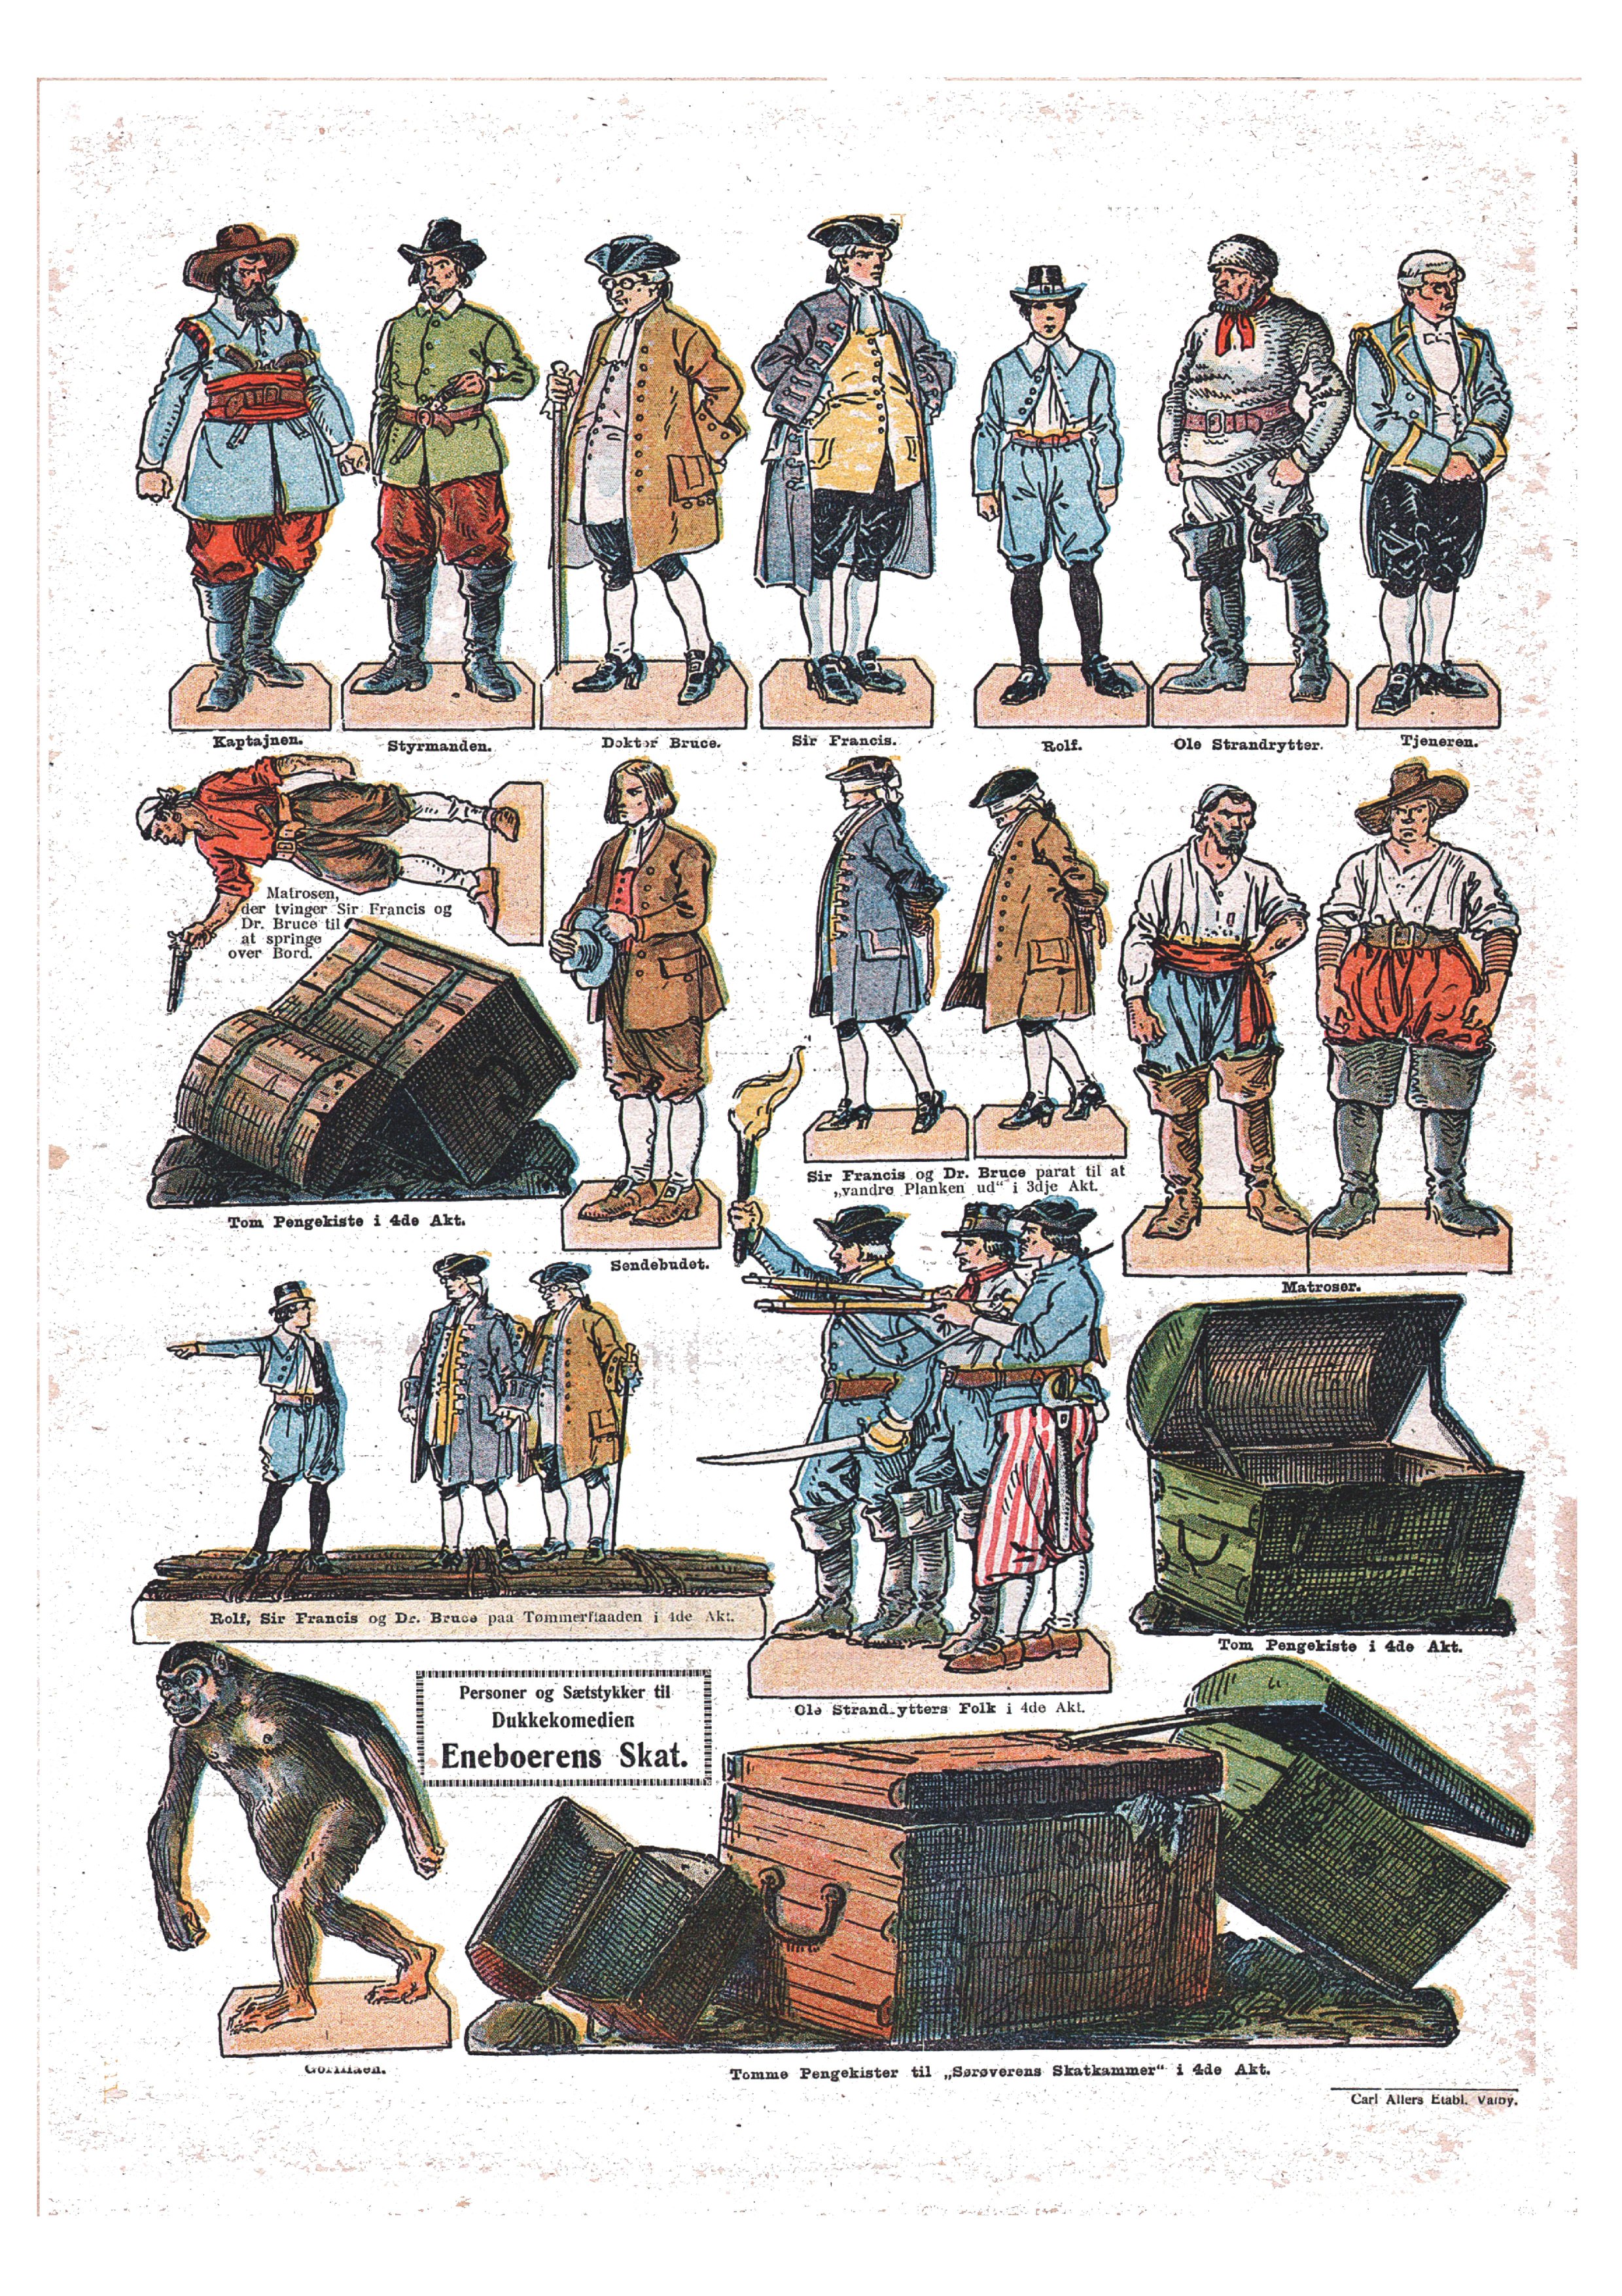 Kaptajnen.
Styrmanden.
Doktor Bruce.
Sir Francis.
Rolf.
Ole Strandrytter.
Tjeneren.
Matrosen,
der tvinger Sir Francis og
Dr. Bruce til
at springe
over Bord.
Tom Pengekiste i 4de Akt.
Sendebudet.
Sir Francis og Dr. Bruce parat til at
„vandre Planken ud“ i 3dje Akt.
Matroser.
Rolf, Sir Francis og Dr. Bruce paa Tømmerflaaden i 4de Akt.
Ole Strandrytters Folk i 4de Akt.
Tom Pengekiste i 4de Akt.
Personer og Sætstykker til
Dukkekomedien
Eneboerens Skat.
Gorillaen.
Tomme Pengekister til „Sørøverens Skatkammer“ i 4de Akt.
Carl Allers Etabl. Valby.